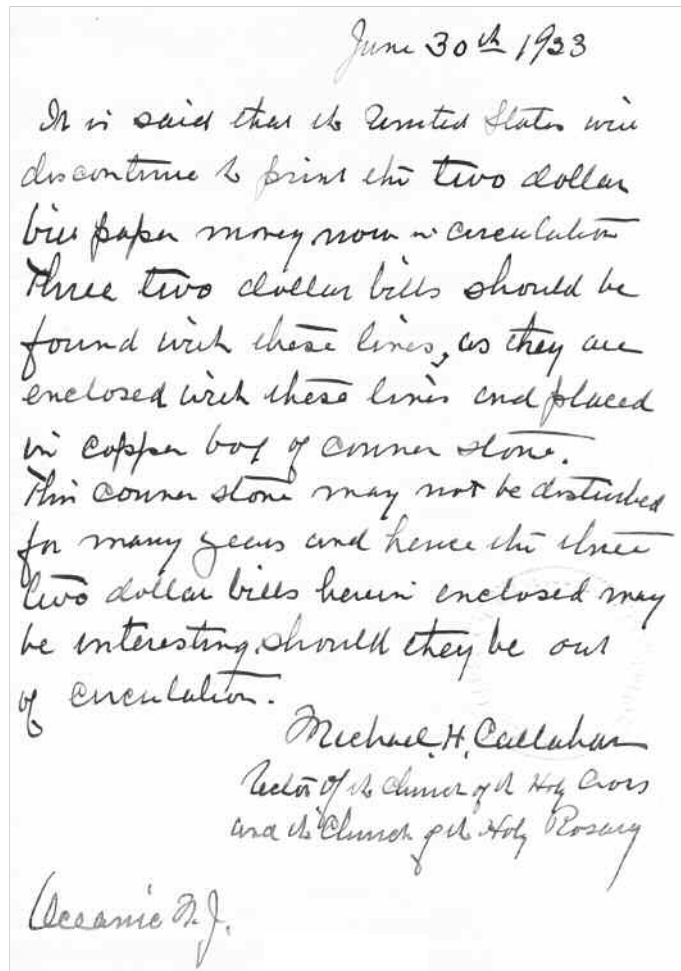 June 30th 1923
It is said that the United States will
discontinue to print the two dollar
bill paper money now in circulation
Three two dollar bills should be
found with these lines, as they are
enclosed with these lines and placed
in copper box of conner stone.
This conner stone may not be disturbed
for many years and hence the three
two dollar bills herein enclosed may
be interesting should they be out
of circulation.
Michael. H. Callahan
Rector of the Church of the Holy Cross
and the Church of the Holy Rosary
Oceanic N.J.